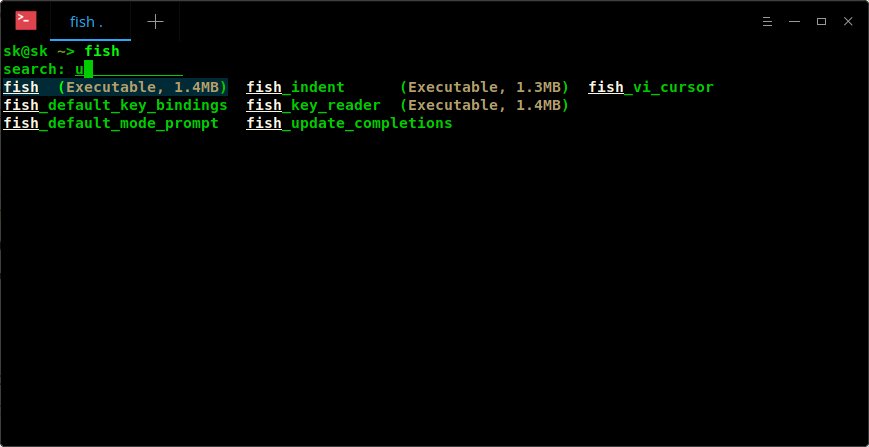 fish .
sk@sk ~> fish
search: u
fish (Executable, 1.4MB) fish_indent (Executable, 1.3MB) fish_vi_cursor
fish_default_key_bindings fish_key_reader (Executable, 1.4MB)
fish_default_mode_prompt fish_update_completions